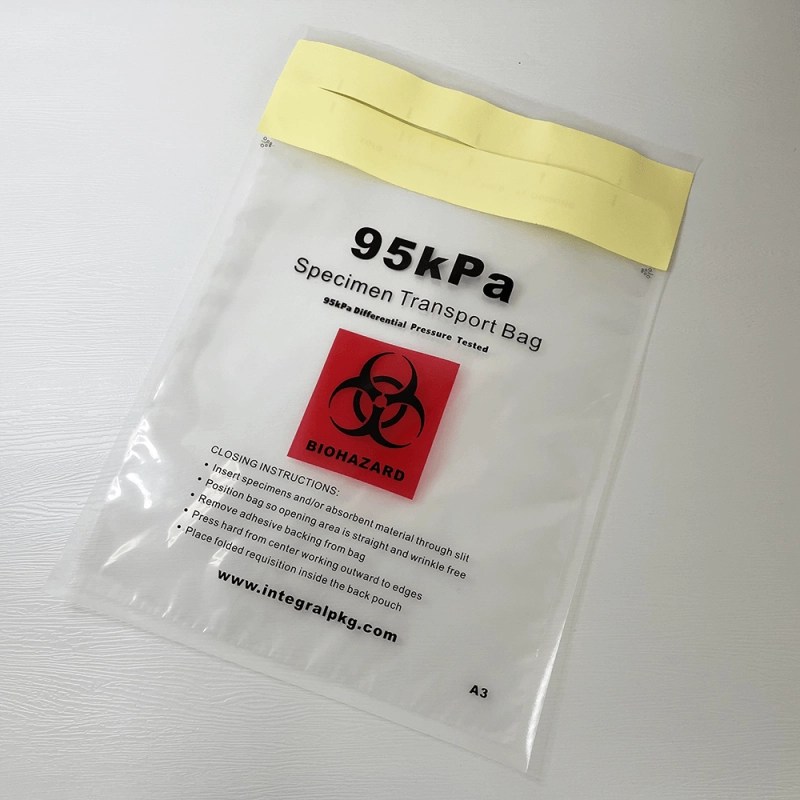 95kPa
Specimen Transport Bag
95kPa Differential Pressure Tested
BIOHAZARD
CLOSING INSTRUCTIONS:
• Insert specimens and/or absorbent material through slit
• Position bag so opening area is straight and wrinkle free
• Remove adhesive backing from bag
• Press hard from center working outward to edges
• Place folded requisition inside the back pouch
www.integralpkg.com
A3